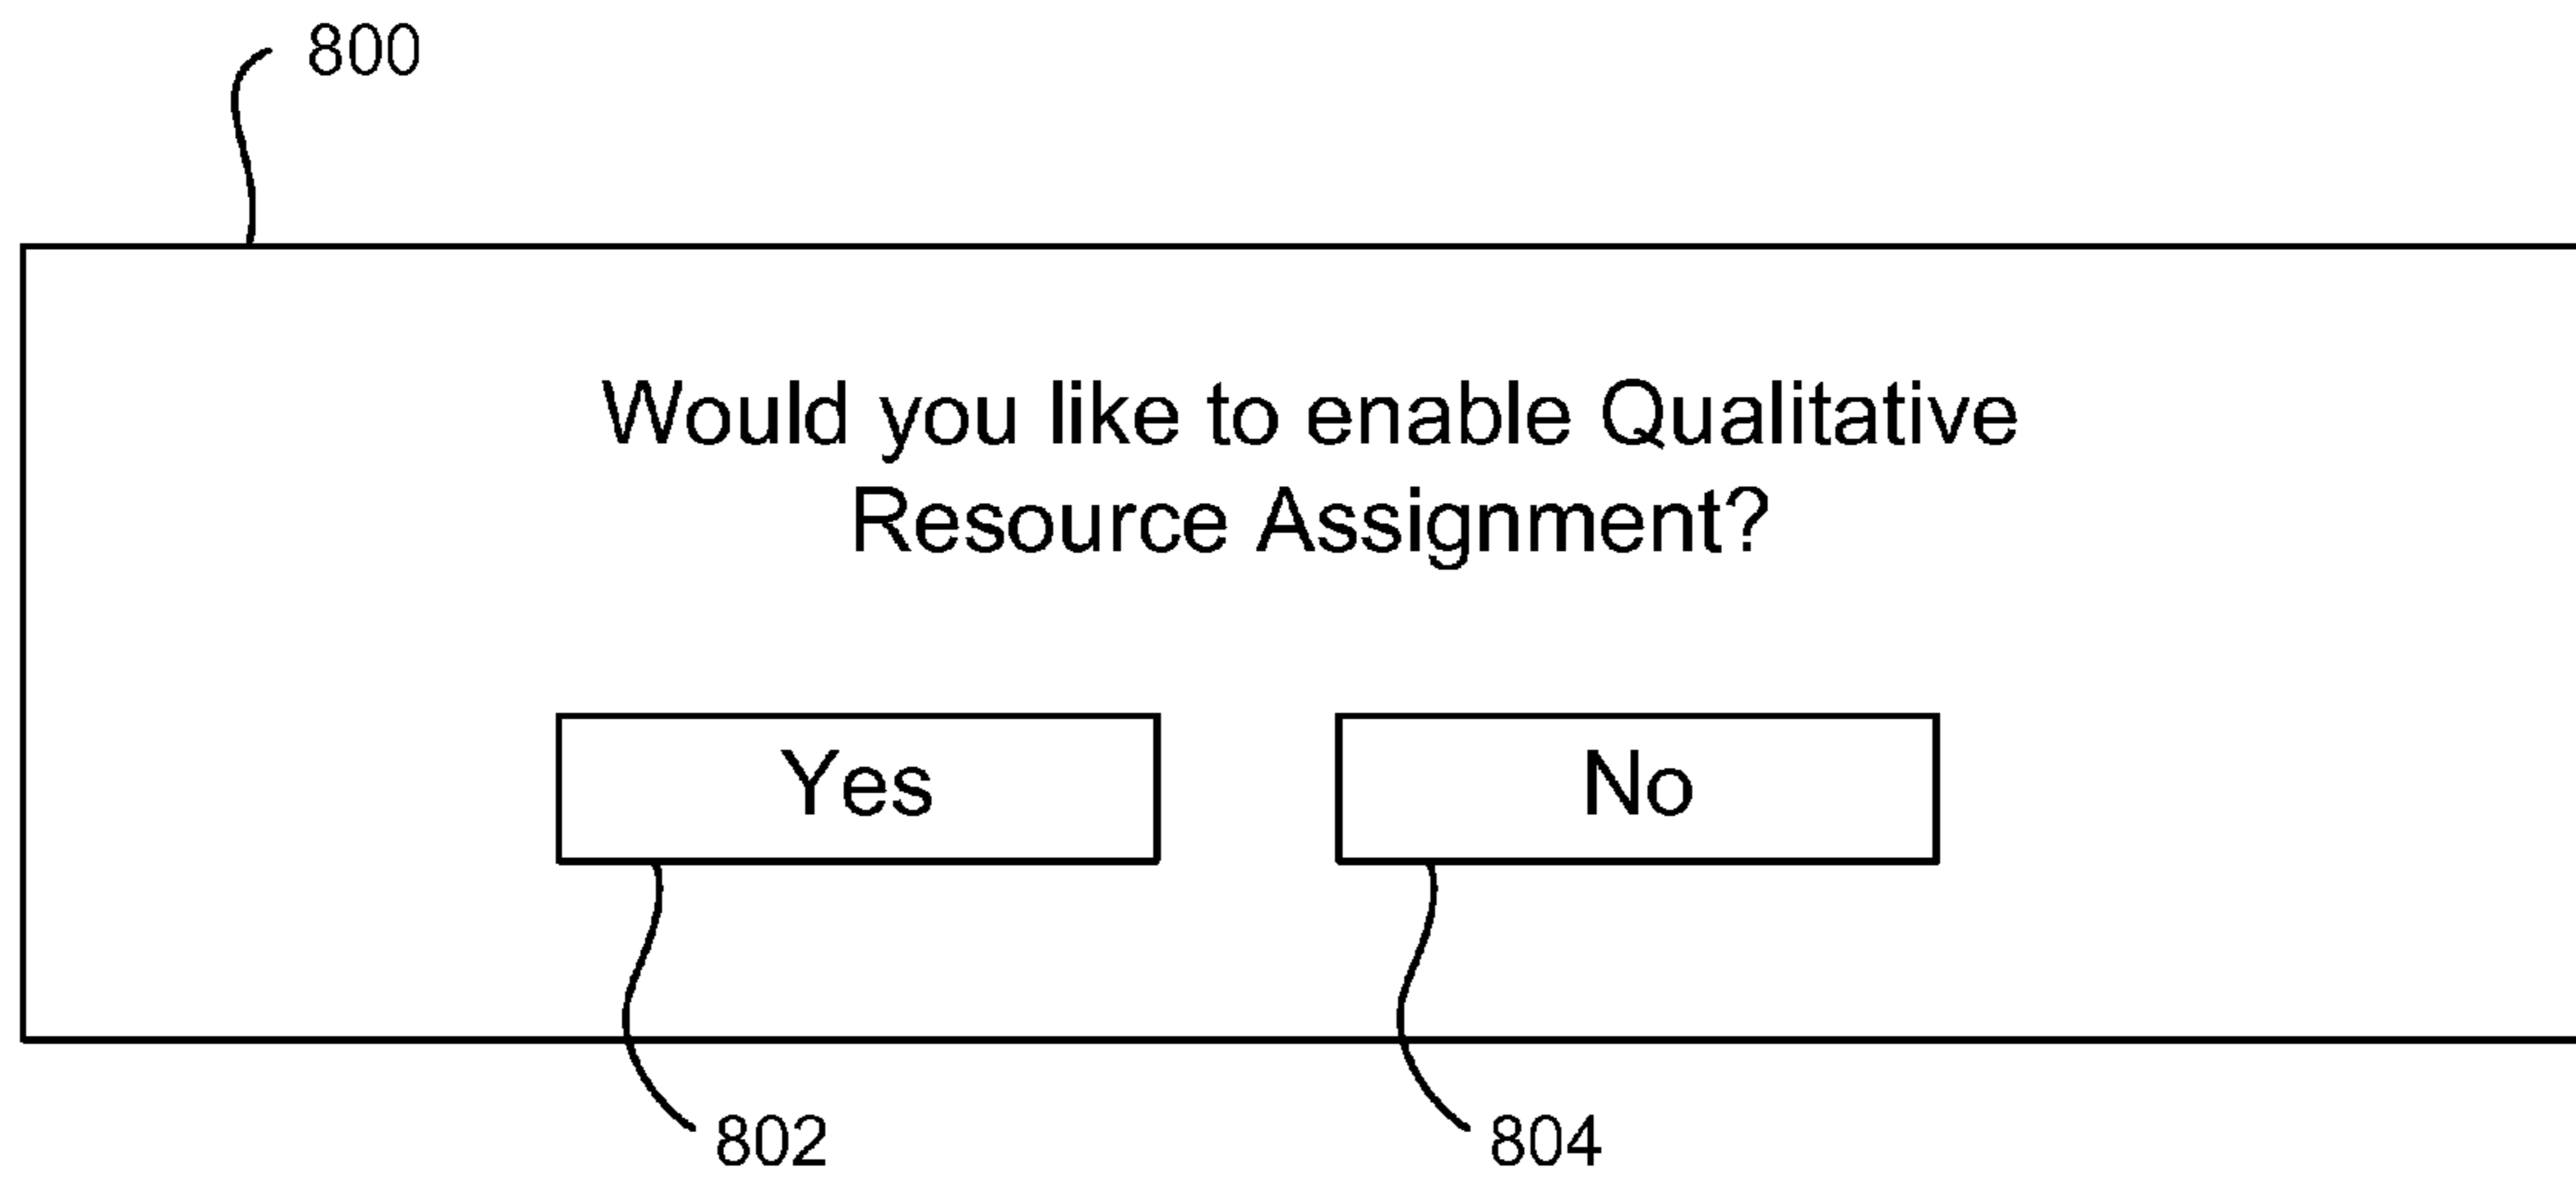 800
Would you like to enable Qualitative
Resource Assignment?
Yes
No
802
804